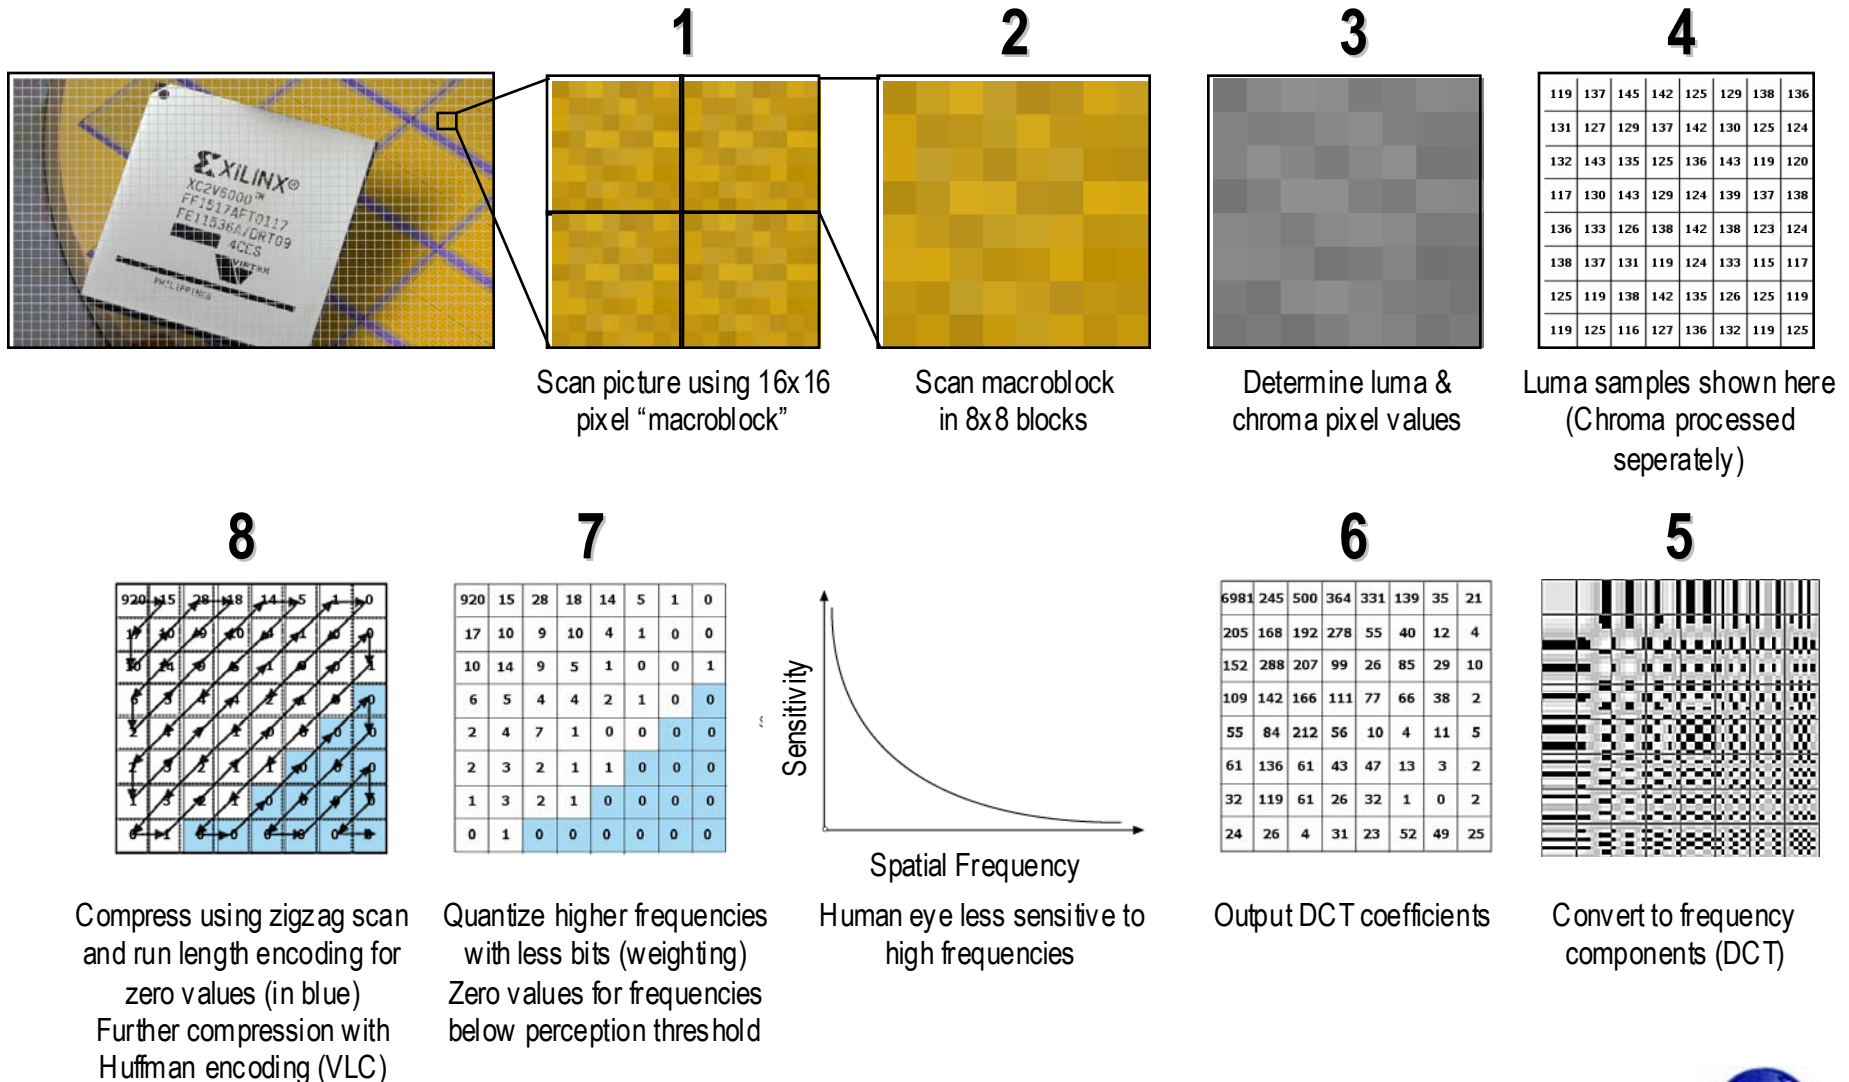 1
2
3
4
XILINX®
XC2V6000™
FF1517AFT0117
FE11536A/DRT09
4CES
VIRTEX
PHILIPPINES
119 137 145 142 125 129 138 136
131 127 129 137 142 130 125 124
132 143 135 125 136 143 119 120
117 130 143 129 124 139 137 138
136 133 126 138 142 138 123 124
138 137 131 119 124 133 115 117
125 119 138 142 135 126 125 119
119 125 116 127 136 132 119 125
Scan picture using 16x16
pixel “macroblock”
Scan macroblock
in 8x8 blocks
Determine luma &
chroma pixel values
Luma samples shown here
(Chroma processed
seperately)
8
7
6
5
920 15 28 18 14 5 1 0
920 15 28 18 14 5 1 0
17 10 9 10 4 1 0 0
10 14 9 5 1 0 0 1
6 5 4 4 2 1 0 0
2 4 7 1 0 0 0 0
2 3 2 1 1 0 0 0
1 3 2 1 0 0 0 0
0 1 0 0 0 0 0 0
Sensitivity
Spatial Frequency
6981 245 500 364 331 139 35 21
205 168 192 278 55 40 12 4
152 288 207 99 26 85 29 10
109 142 166 111 77 66 38 2
55 84 212 56 10 4 11 5
61 136 61 43 47 13 3 2
32 119 61 26 32 1 0 2
24 26 4 31 23 52 49 25
Compress using zigzag scan
and run length encoding for
zero values (in blue)
Further compression with
Huffman encoding (VLC)
Quantize higher frequencies
with less bits (weighting)
Zero values for frequencies
below perception threshold
Human eye less sensitive to
high frequencies
Output DCT coefficients
Convert to frequency
components (DCT)